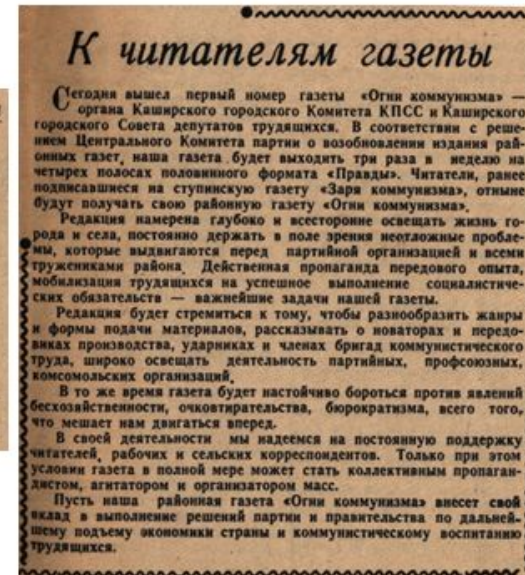 К читателям газеты
Сегодня вышел первый номер газеты «Огни коммунизма» —
органа Каширского городского Комитета КПСС и Каширского
городского Совета депутатов трудящихся. В соответствии с реше-
нием Центрального Комитета партии о возобновлении издания рай-
онных газет, наша газета будет выходить три раза в неделю на
четырех полосах половинного формата «Правды». Читатели, ранее
подписавшиеся на ступинскую газету «Заря коммунизма», отныне
будут получать свою районную газету «Огни коммунизма».
Редакция намерена глубоко и всесторонне освещать жизнь го-
рода и села, постоянно держать в поле зрения неотложные пробле-
мы, которые выдвигаются перед партийной организацией и всеми
тружениками района. Действенная пропаганда передового опыта,
мобилизация трудящихся на успешное выполнение социалистиче-
ских обязательств — важнейшие задачи нашей газеты.
Редакция будет стремиться к тому, чтобы разнообразить жанры
и формы подачи материалов, рассказывать о новаторах и передо-
виках производства, ударниках и членах бригад коммунистического
труда, широко освещать деятельность партийных, профсоюзных,
комсомольских организаций.
В то же время газета будет настойчиво бороться против явлений
бесхозяйственности, очковтирательства, бюрократизма, всего того,
что мешает нам двигаться вперед.
В своей деятельности мы надеемся на постоянную поддержку
читателей, рабочих и сельских корреспондентов. Только при этом
условии газета в полной мере может стать коллективным пропаган-
дистом, агитатором и организатором масс.
Пусть наша районная газета «Огни коммунизма» внесет свой
вклад в выполнение решений партии и правительства по дальней-
шему подъему экономики страны и коммунистическому воспитанию
трудящихся.